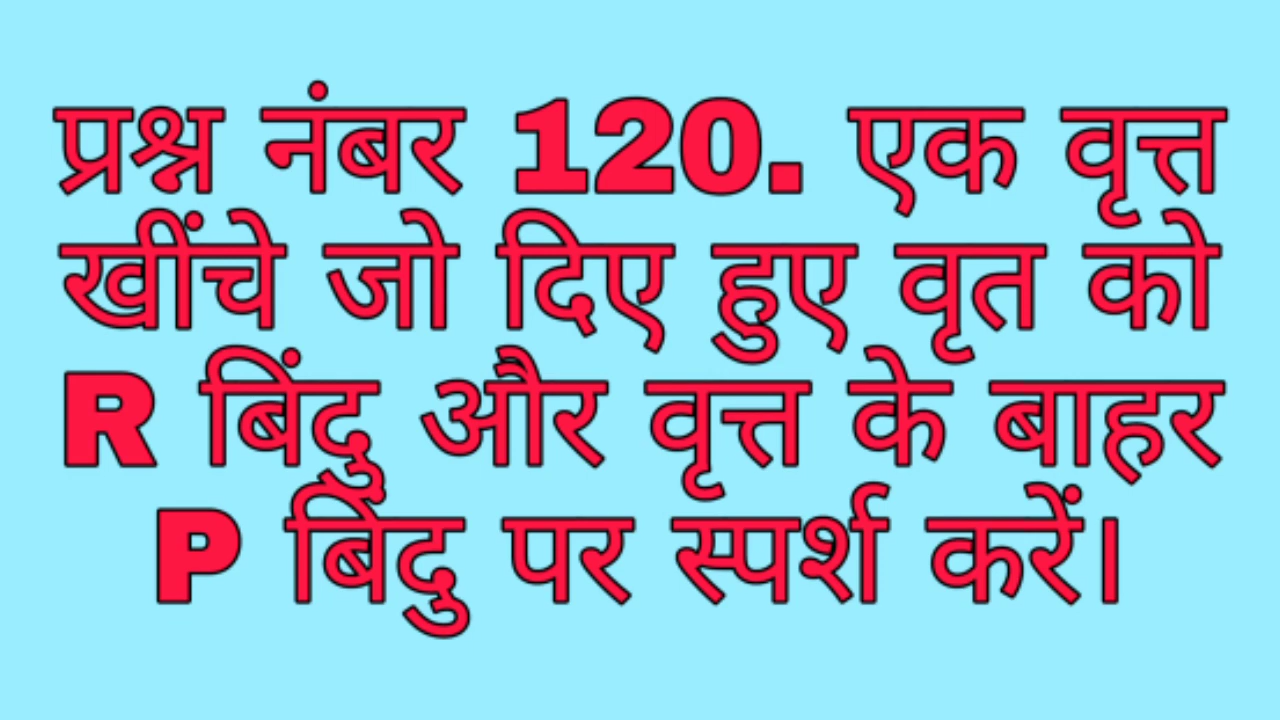 प्रश्न नंबर 120. एक वृत्त
खींचे जो दिए हुए वृत को
R बिंदु और वृत्त के बाहर
P बिंदु पर स्पर्श करें।